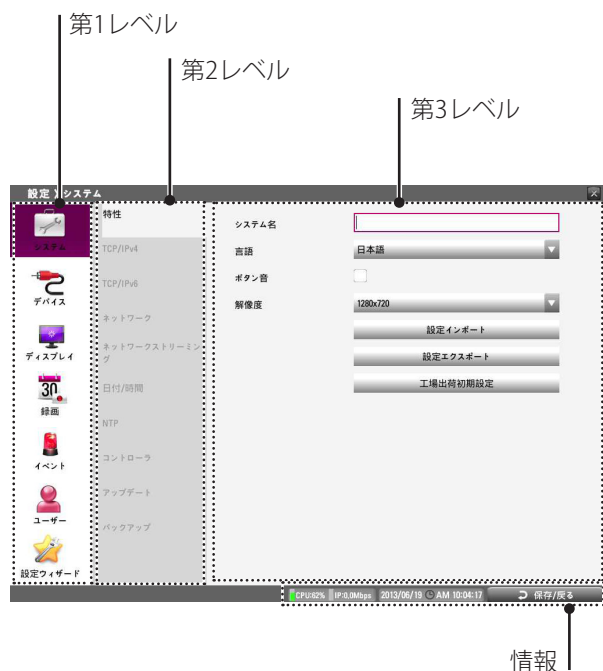 第1レベル
第2レベル
第3レベル
設定 〉システム
システム
デバイス
ディスプレイ
30
録画
イベント
ユーザー
設定ウィザード
特性
TCP/IPv4
TCP/IPv6
ネットワーク
ネットワークストリーミン
グ
日付/時間
NTP
コントローラ
アップデート
バックアップ
システム名
言語
日本語
ボタン音
解像度
1280x720
設定インポート
設定エクスポート
工場出荷初期設定
CPU:62% IP:0.0Mbps 2013/06/19 AM 10:04:17 保存/戻る
情報